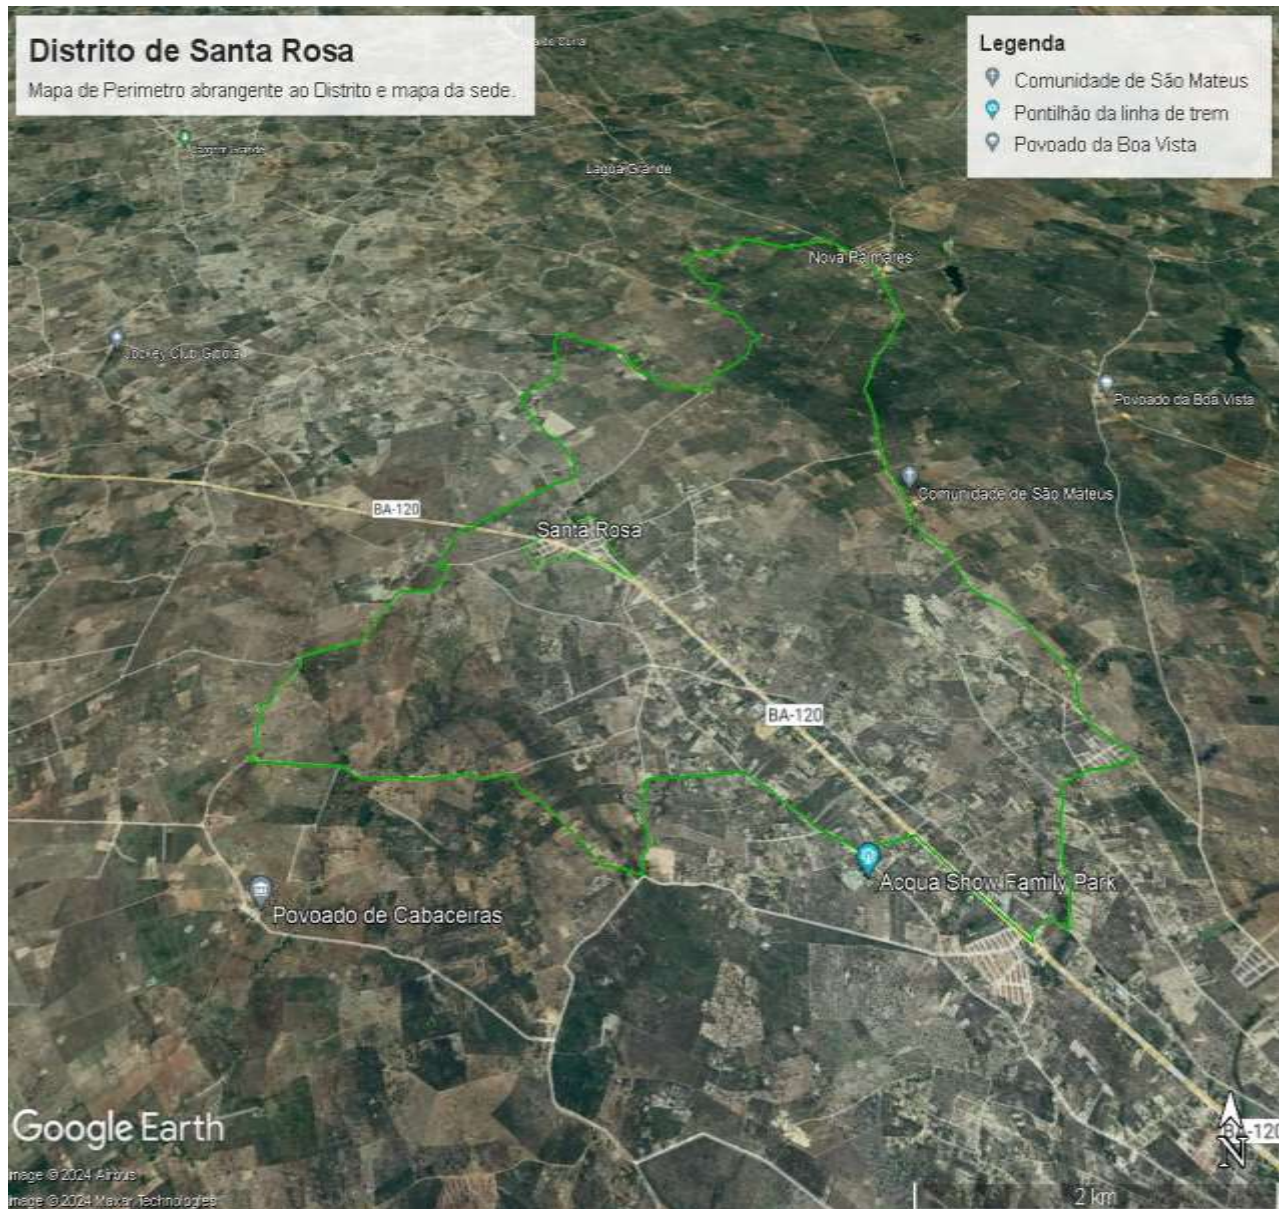 Distrito de Santa Rosa
Mapa de Perimetro abrangente ao Distrito e mapa da sede.
Legenda
Comunidade de São Mateus
Pontilhão da linha de trem
Povoado da Boa Vista
Lagoa Grande
Nova Palmares
Jockey Club
Povoado da Boa Vista
Comunidade de São Mateus
BA-120
Santa Rosa
BA-120
Acqua Show Family Park
Povoado de Cabaceiras
Google Earth
BA-120
N
Image © 2024 Airbus
Image © 2024 Maxar Technologies
2 km